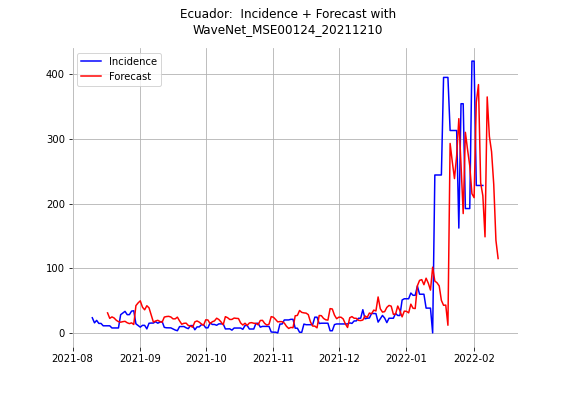 Ecuador:  Incidence + Forecast with
WaveNet_MSE00124_20211210
Incidence
Forecast
400
300
200
100
0
2021-08 2021-09 2021-10 2021-11 2021-12 2022-01 2022-02